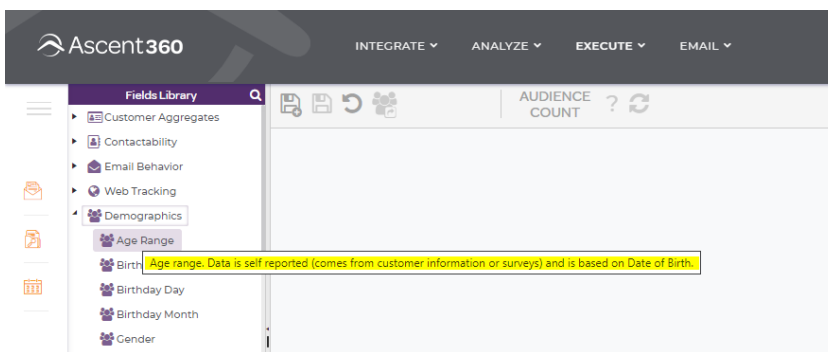 Ascent360
INTEGRATE ANALYZE EXECUTE EMAIL
Fields Library
AUDIENCE
COUNT
?
Customer Aggregates
Contactability
Email Behavior
Web Tracking
Demographics
Age Range
Age range. Data is self reported (comes from customer information or surveys) and is based on Date of Birth.
Birth
Birthday Day
Birthday Month
Gender